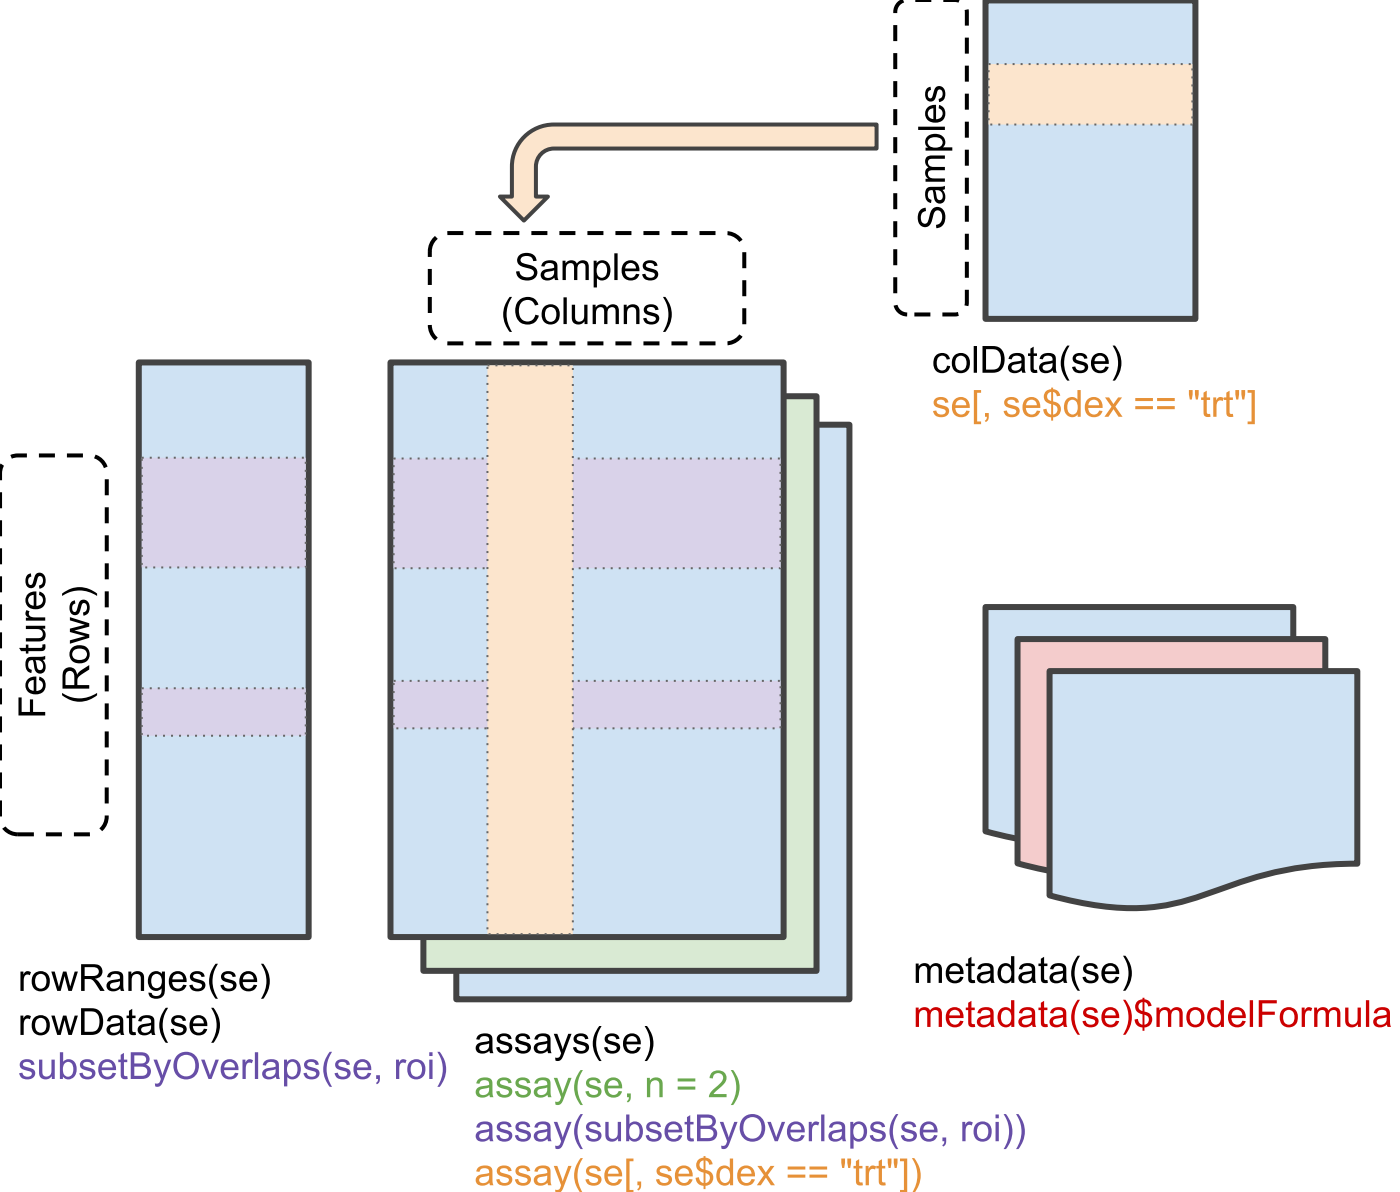 Samples
Samples
(Columns)
colData(se)
se[, se$dex == "trt"]
Features
(Rows)
rowRanges(se)
rowData(se)
subsetByOverlaps(se, roi)
assays(se)
assay(se, n = 2)
assay(subsetByOverlaps(se, roi))
assay(se[, se$dex == "trt"])
metadata(se)
metadata(se)$modelFormula